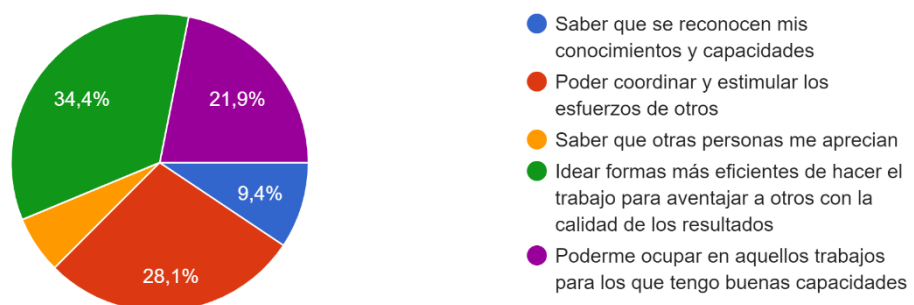 34,4%
21,9%
9,4%
28,1%
Saber que se reconocen mis
conocimientos y capacidades
Poder coordinar y estimular los
esfuerzos de otros
Saber que otras personas me aprecian
Idear formas más eficientes de hacer el
trabajo para aventajar a otros con la
calidad de los resultados
Poderme ocupar en aquellos trabajos
para los que tengo buenas capacidades